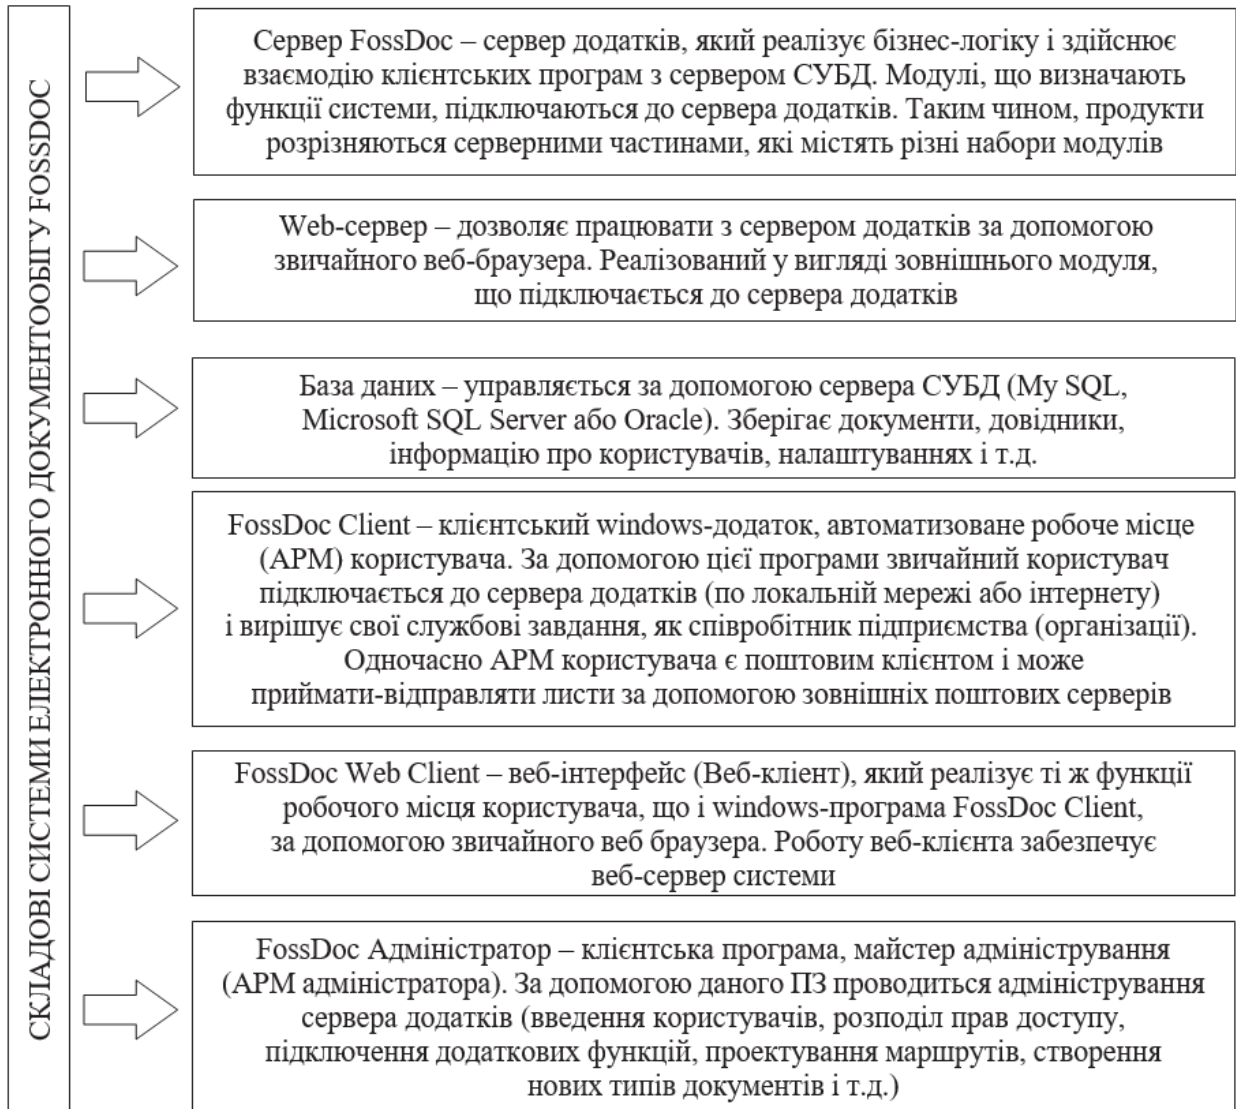 СКЛАДОВІ СИСТЕМИ ЕЛЕКТРОННОГО ДОКУМЕНТООБІГУ FOSSDOC
Сервер FossDoc – сервер додатків, який реалізує бізнес-логіку і здійснює
взаємодію клієнтських програм з сервером СУБД. Модулі, що визначають
функції системи, підключаються до сервера додатків. Таким чином, продукти
розрізняються серверними частинами, які містять різні набори модулів
Web-сервер – дозволяє працювати з сервером додатків за допомогою
звичайного веб-браузера. Реалізований у вигляді зовнішнього модуля,
що підключається до сервера додатків
База даних – управляється за допомогою сервера СУБД (My SQL,
Microsoft SQL Server або Oracle). Зберігає документи, довідники,
інформацію про користувачів, налаштуваннях і т.д.
FossDoc Client – клієнтський windows-додаток, автоматизоване робоче місце
(АРМ) користувача. За допомогою цієї програми звичайний користувач
підключається до сервера додатків (по локальній мережі або інтернету)
і вирішує свої службові завдання, як співробітник підприємства (організації).
Одночасно АРМ користувача є поштовим клієнтом і може
приймати-відправляти листи за допомогою зовнішніх поштових серверів
FossDoc Web Client – веб-інтерфейс (Веб-клієнт), який реалізує ті ж функції
робочого місця користувача, що і windows-програма FossDoc Client,
за допомогою звичайного веб браузера. Роботу веб-клієнта забезпечує
веб-сервер системи
FossDoc Адміністратор – клієнтська програма, майстер адміністрування
(АРМ адміністратора). За допомогою даного ПЗ проводиться адміністрування
сервера додатків (введення користувачів, розподіл прав доступу,
підключення додаткових функцій, проектування маршрутів, створення
нових типів документів і т.д.)